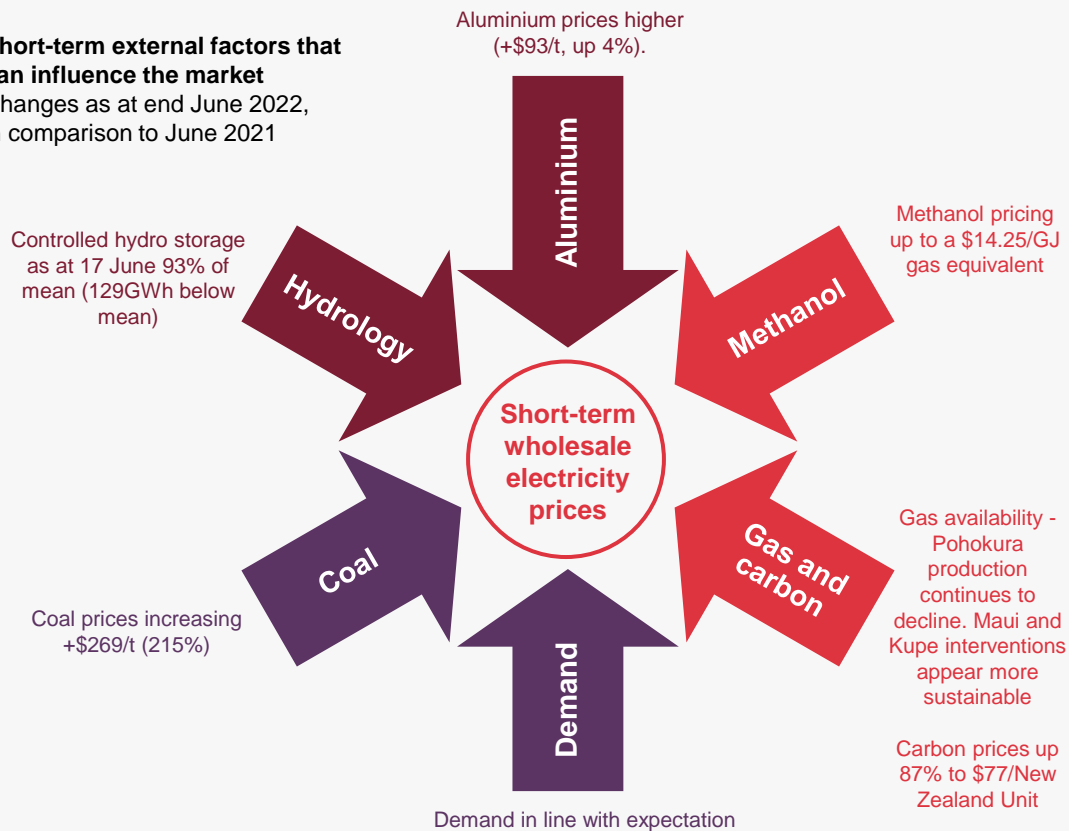 Aluminium prices higher
(+$93/t, up 4%).
hort-term external factors that
an influence the market
hanges as at end June 2022,
comparison to June 2021
Aluminium
Controlled hydro storage
as at 17 June 93% of
mean (129GWh below
mean)
Hydrology
Methanol pricing
up to a $14.25/GJ
gas equivalent
Methanol
Short-term
wholesale
electricity
prices
Coal
Coal prices increasing
+$269/t (215%)
Gas and
carbon
Gas availability -
Pohokura
production
continues to
decline. Maui and
Kupe interventions
appear more
sustainable
Carbon prices up
87% to $77/New
Zealand Unit
Demand
Demand in line with expectation